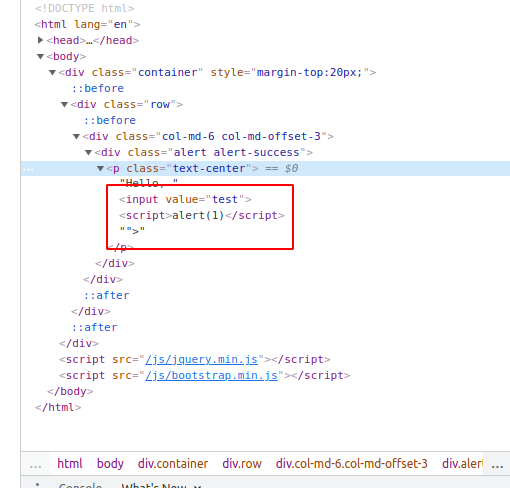 <!DOCTYPE html>
<html lang="en">
<head>…</head>
<body>
<div class="container" style="margin-top:20px;">
::before
<div class="row">
::before
<div class="col-md-6 col-md-offset-3">
<div class="alert alert-success">
... <p class="text-center"> == $0
"Hello, "
<input value="test">
<script>alert(1)</script>
"">"
</p>
</div>
</div>
::after
</div>
::after
</div>
<script src="/js/jquery.min.js"></script>
<script src="/js/bootstrap.min.js"></script>
</body>
</html>
... html body div.container div.row div.col-md-6.col-md-offset-3 div.alert ...
Console What's New